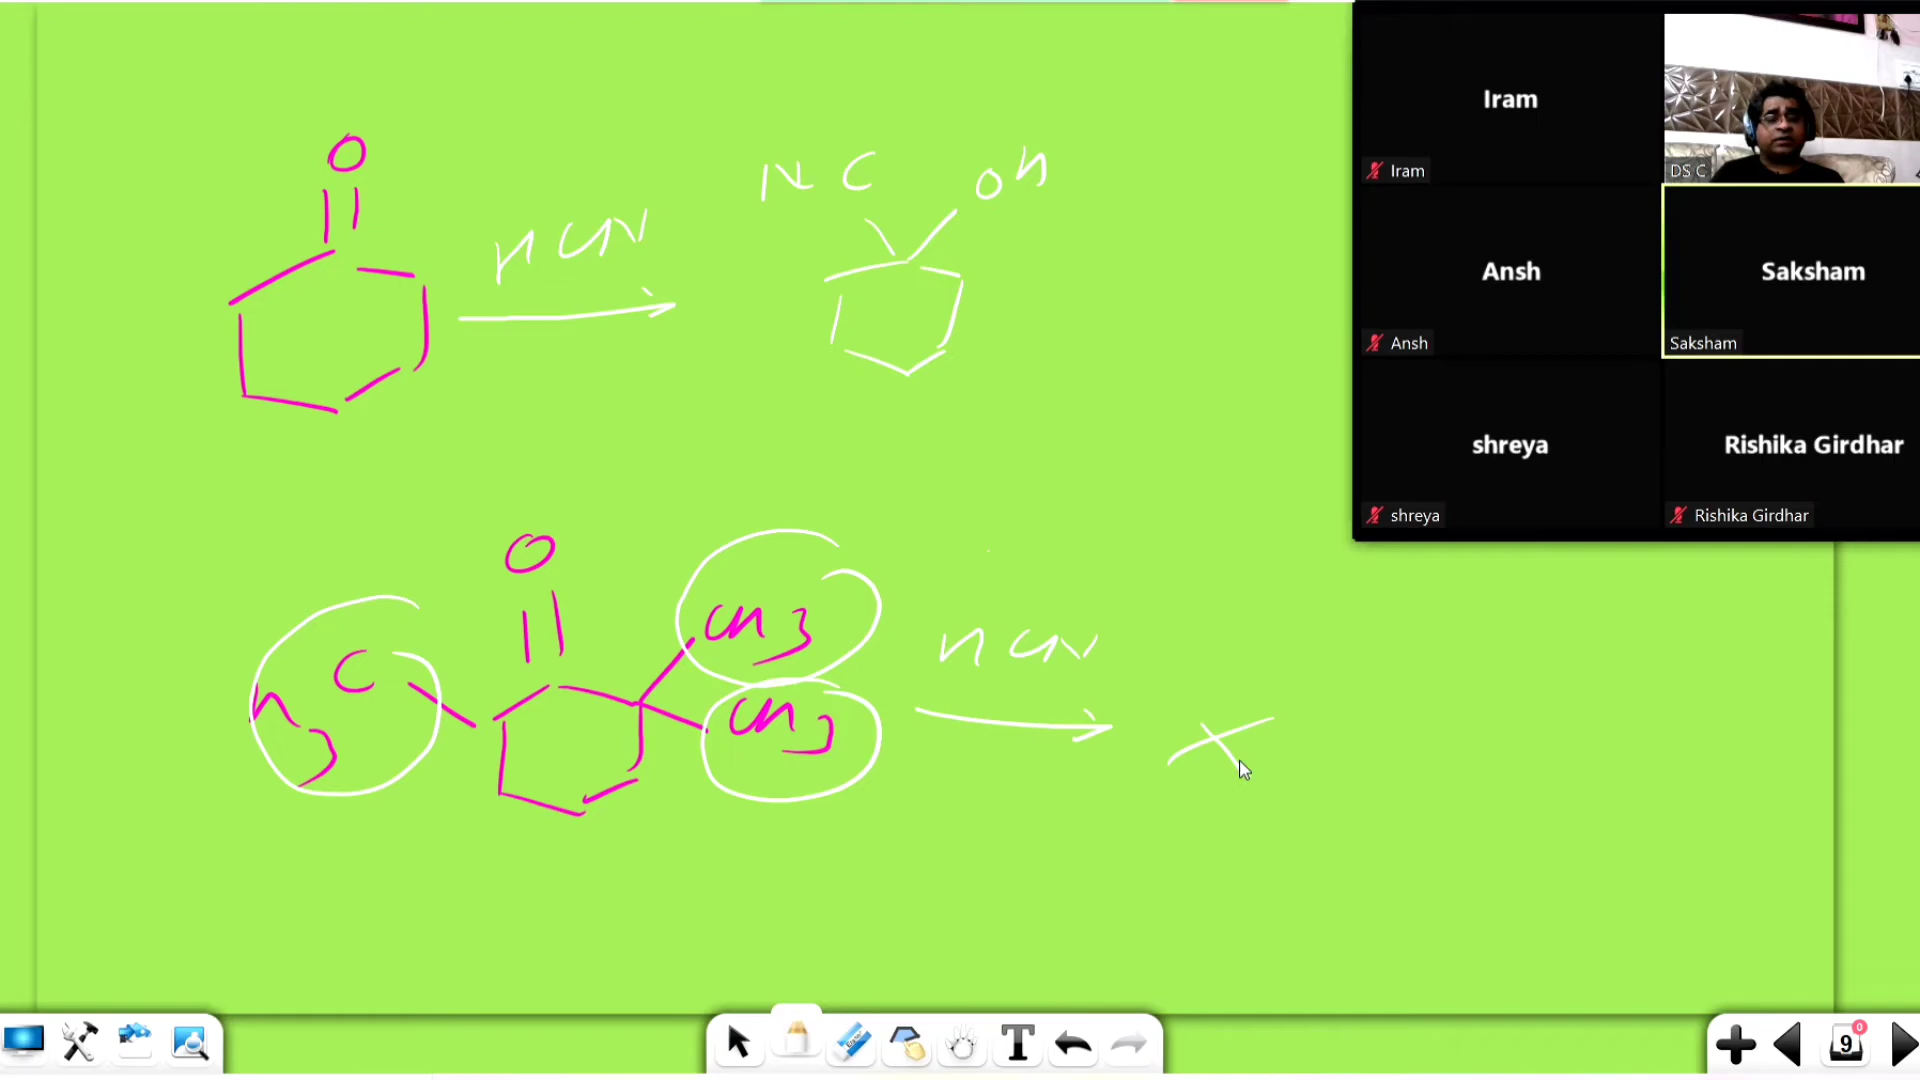 O
HCN
NC OH
O
H3C
CH3
CH3
HCN
Iram
Iram
DS C
Ansh
Ansh
Saksham
Saksham
shreya
shreya
Rishika Girdhar
Rishika Girdhar
T
9
0